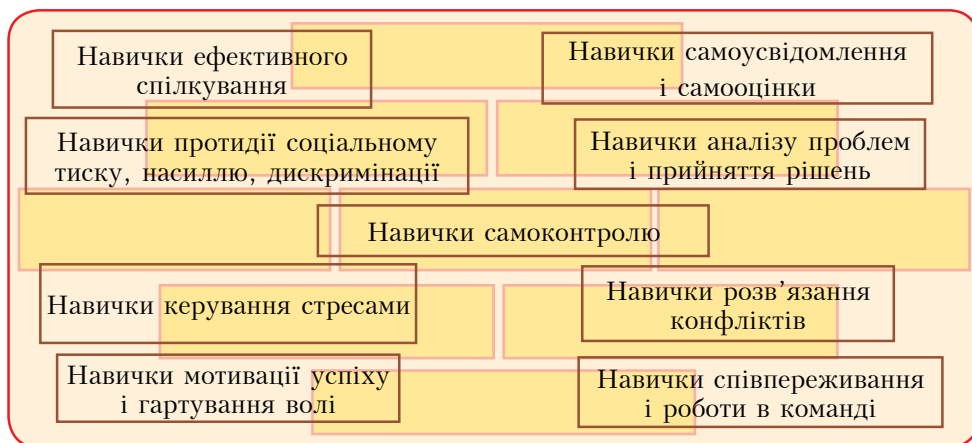 Навички ефективного
спілкування
Навички самоусвідомлення
і самооцінки
Навички протидії соціальному
тиску, насиллю, дискримінації
Навички аналізу проблем
і прийняття рішень
Навички самоконтролю
Навички керування стресами
Навички розв’язання
конфліктів
Навички мотивації успіху
і гартування волі
Навички співпереживання
і роботи в команді